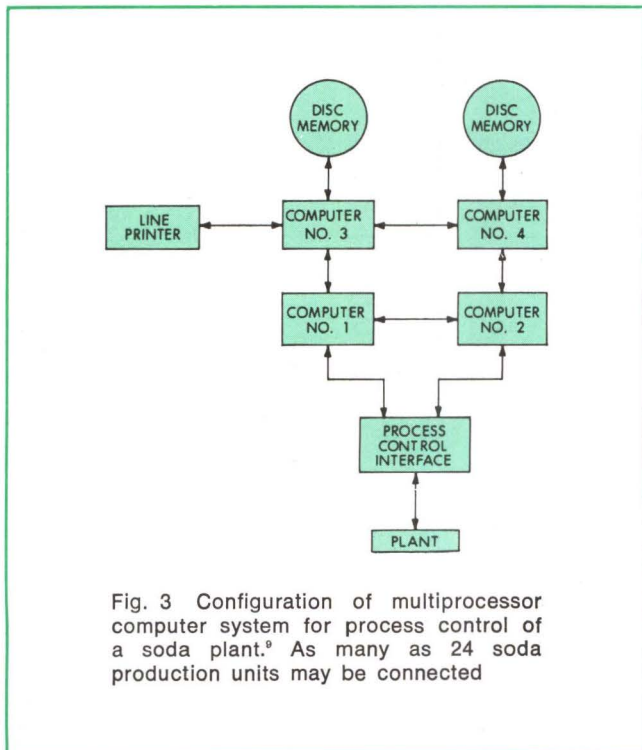 DISC
MEMORY
DISC
MEMORY
LINE
PRINTER
COMPUTER
NO. 3
COMPUTER
NO. 4
COMPUTER
NO. 1
COMPUTER
NO. 2
PROCESS
CONTROL
INTERFACE
PLANT
Fig. 3 Configuration of multiprocessor
computer system for process control of
a soda plant.⁹ As many as 24 soda
production units may be connected